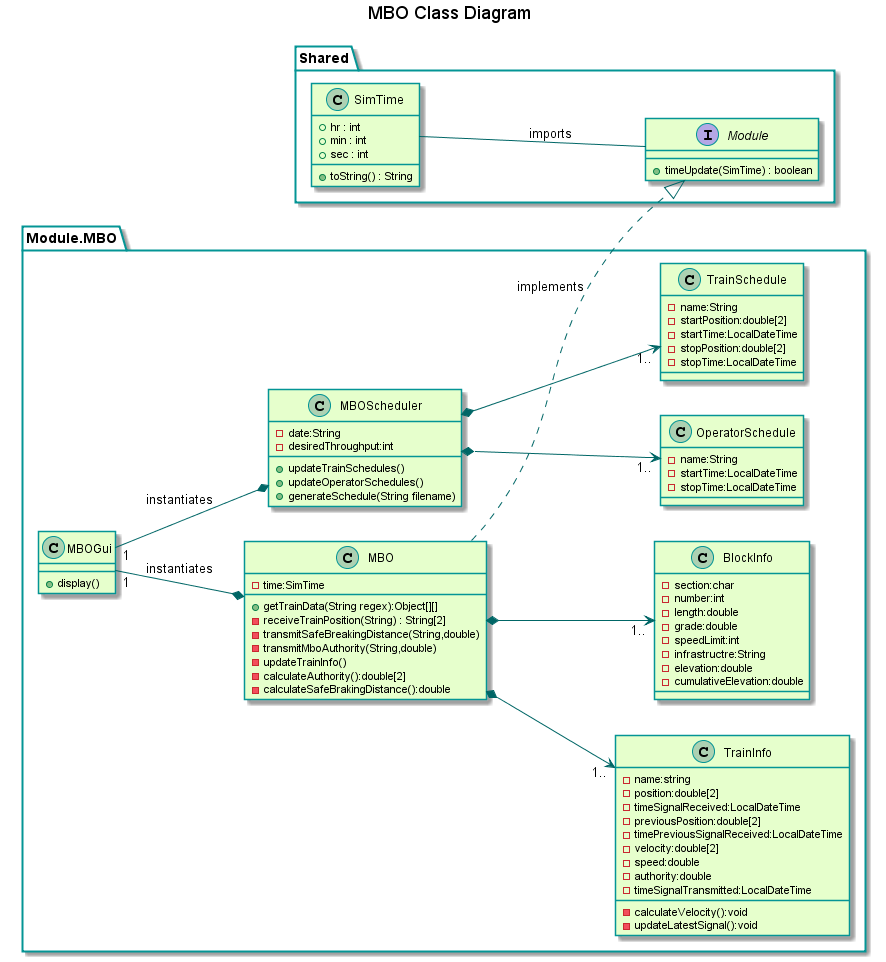 MBO Class Diagram
Shared
C SimTime
hr : int
min : int
sec : int
toString() : String
imports
I Module
timeUpdate(SimTime) : boolean
Module.MBO
implements
C TrainSchedule
name:String
startPosition:double[2]
startTime:LocalDateTime
stopPosition:double[2]
stopTime:LocalDateTime
1..
C MBOScheduler
date:String
desiredThroughput:int
updateTrainSchedules()
updateOperatorSchedules()
generateSchedule(String filename)
C OperatorSchedule
name:String
startTime:LocalDateTime
stopTime:LocalDateTime
1..
instantiates
1
C MBOGui
display()
instantiates
1
C MBO
time:SimTime
getTrainData(String regex):Object[][]
receiveTrainPosition(String) : String[2]
transmitSafeBreakingDistance(String,double)
transmitMboAuthority(String,double)
updateTrainInfo()
calculateAuthority():double[2]
calculateSafeBrakingDistance():double
C BlockInfo
section:char
number:int
length:double
grade:double
speedLimit:int
infrastructre:String
elevation:double
cumulativeElevation:double
1..
C TrainInfo
name:string
position:double[2]
timeSignalReceived:LocalDateTime
previousPosition:double[2]
timePreviousSignalReceived:LocalDateTime
velocity:double[2]
speed:double
authority:double
timeSignalTransmitted:LocalDateTime
calculateVelocity():void
updateLatestSignal():void
1..